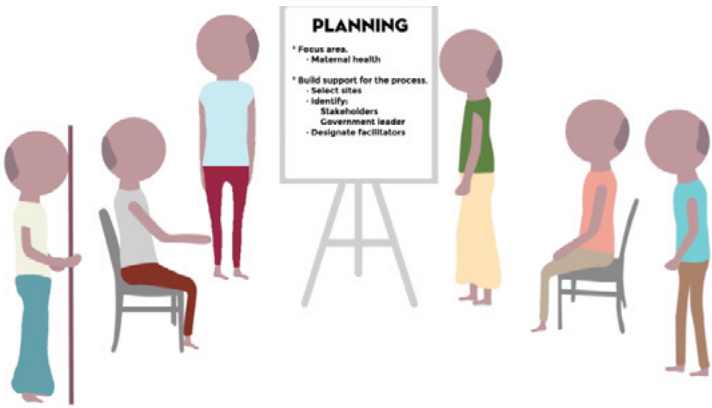 PLANNING
* Focus area.
· Maternal health
* Build support for the process.
· Select sites
· Identify:
Stakeholders
Government leader
· Designate facilitators